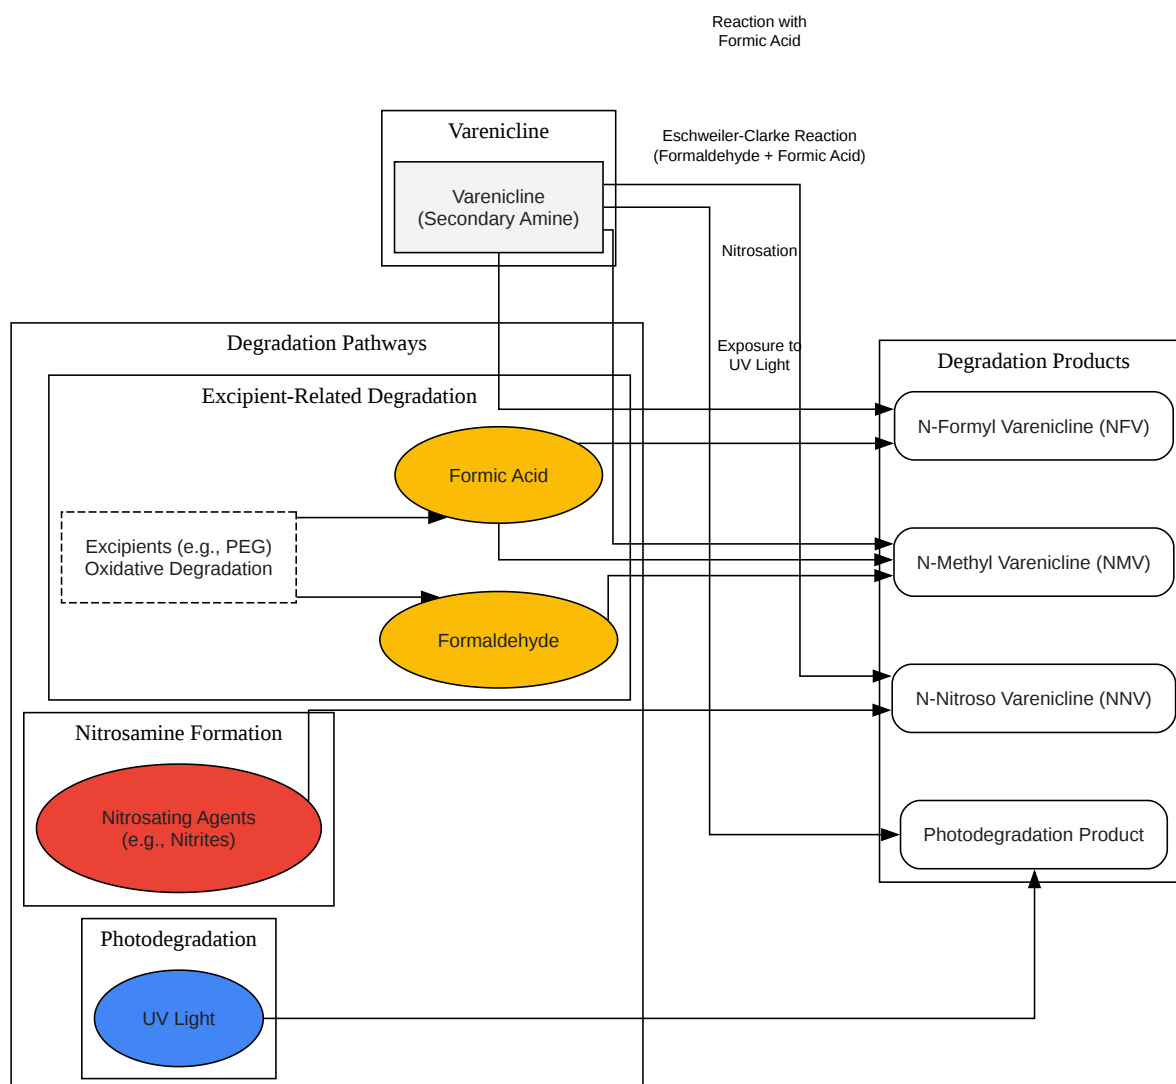 Reaction with
Formic Acid
Varenicline
Eschweiler-Clarke Reaction
(Formaldehyde + Formic Acid)
Varenicline
(Secondary Amine)
Nitrosation
Degradation Pathways
Exposure to
UV Light
Degradation Products
Excipient-Related Degradation
N-Formyl Varenicline (NFV)
Formic Acid
Excipients (e.g., PEG)
Oxidative Degradation
N-Methyl Varenicline (NMV)
Formaldehyde
N-Nitroso Varenicline (NNV)
Nitrosamine Formation
Nitrosating Agents
(e.g., Nitrites)
Photodegradation Product
Photodegradation
UV Light